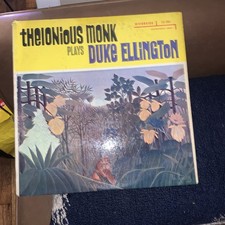 thelonious MONK
PLAYS DUKE ELLINGTON